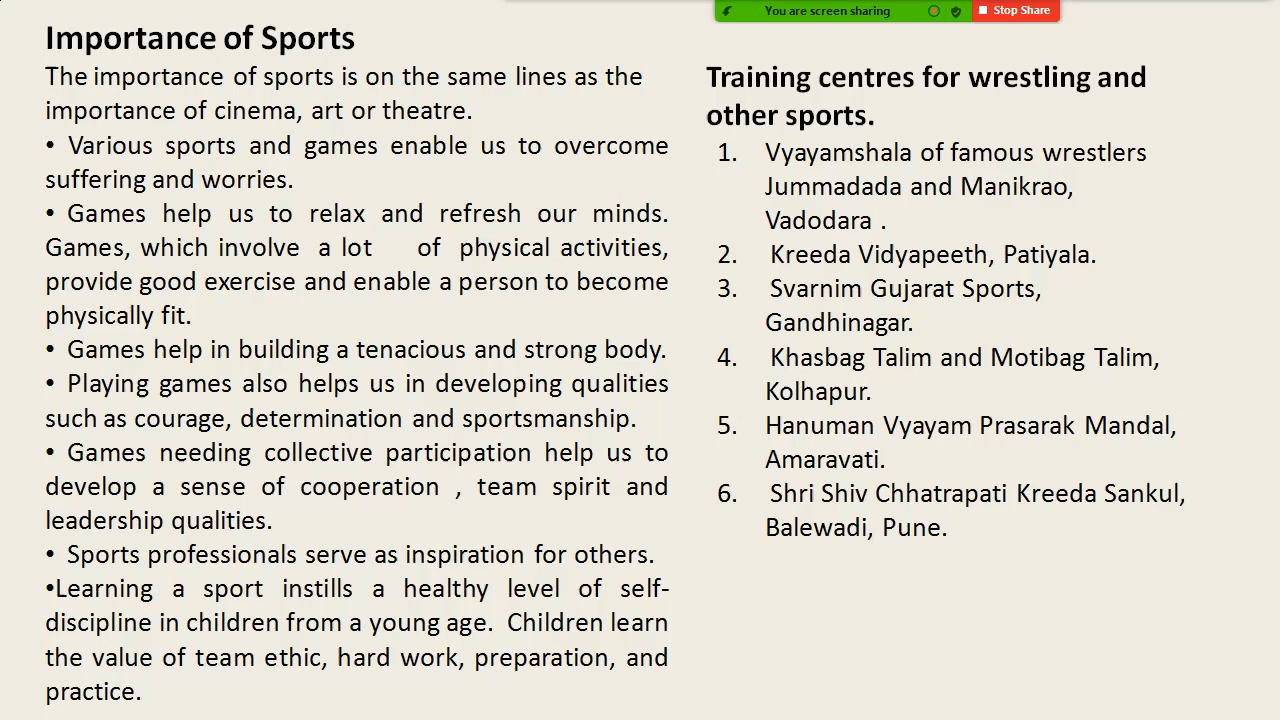 You are screen sharing
Stop Share
Importance of Sports
The importance of sports is on the same lines as the
importance of cinema, art or theatre.
• Various sports and games enable us to overcome
suffering and worries.
• Games help us to relax and refresh our minds.
Games, which involve a lot of physical activities,
provide good exercise and enable a person to become
physically fit.
• Games help in building a tenacious and strong body.
• Playing games also helps us in developing qualities
such as courage, determination and sportsmanship.
• Games needing collective participation help us to
develop a sense of cooperation , team spirit and
leadership qualities.
• Sports professionals serve as inspiration for others.
•Learning a sport instills a healthy level of self-
discipline in children from a young age. Children learn
the value of team ethic, hard work, preparation, and
practice.
Training centres for wrestling and
other sports.
1. Vyayamshala of famous wrestlers
Jummadada and Manikrao,
Vadodara .
2. Kreeda Vidyapeeth, Patiyala.
3. Svarnim Gujarat Sports,
Gandhinagar.
4. Khasbag Talim and Motibag Talim,
Kolhapur.
5. Hanuman Vyayam Prasarak Mandal,
Amaravati.
6. Shri Shiv Chhatrapati Kreeda Sankul,
Balewadi, Pune.